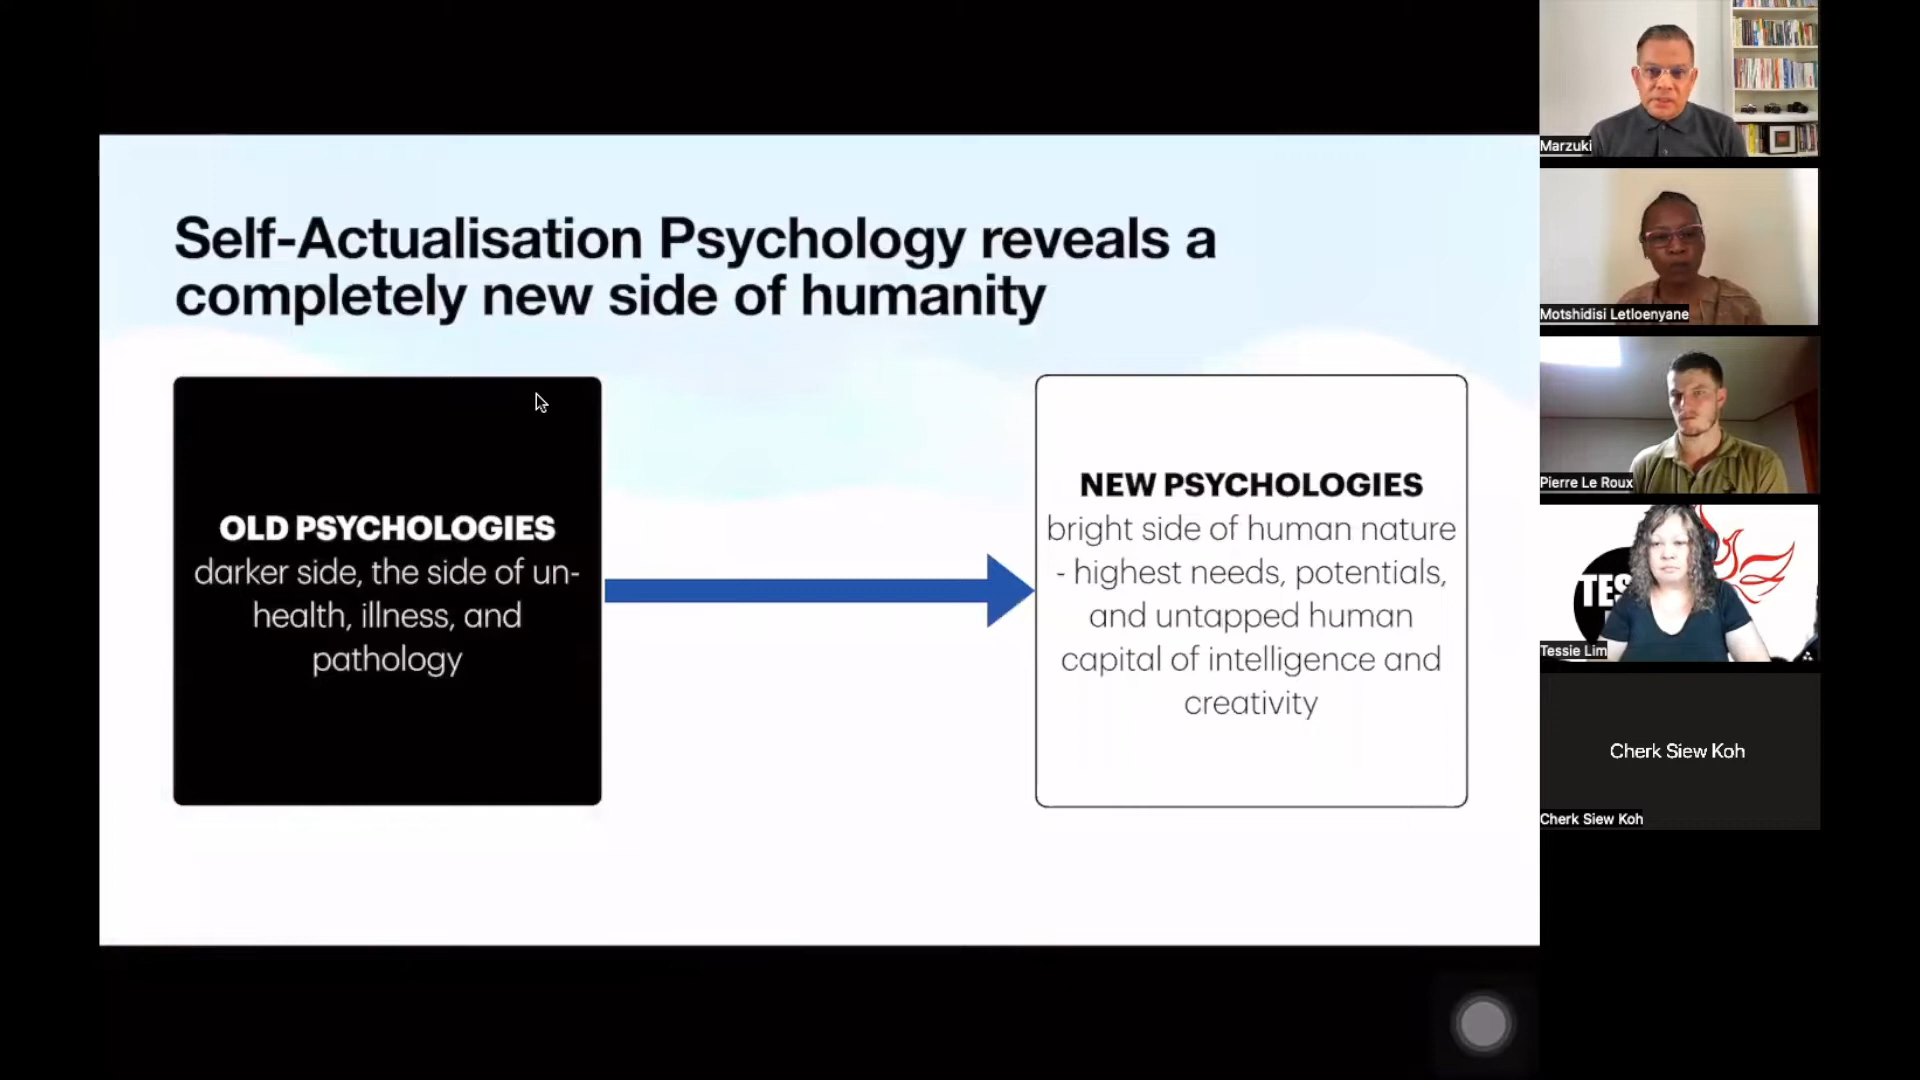 Self-Actualisation Psychology reveals a
completely new side of humanity
OLD PSYCHOLOGIES
darker side, the side of un-
health, illness, and
pathology
NEW PSYCHOLOGIES
bright side of human nature
- highest needs, potentials,
and untapped human
capital of intelligence and
creativity
Marzuki
Motshidisi Letloenyane
Pierre Le Roux
TES
Tessie Lim
Cherk Siew Koh
Cherk Siew Koh